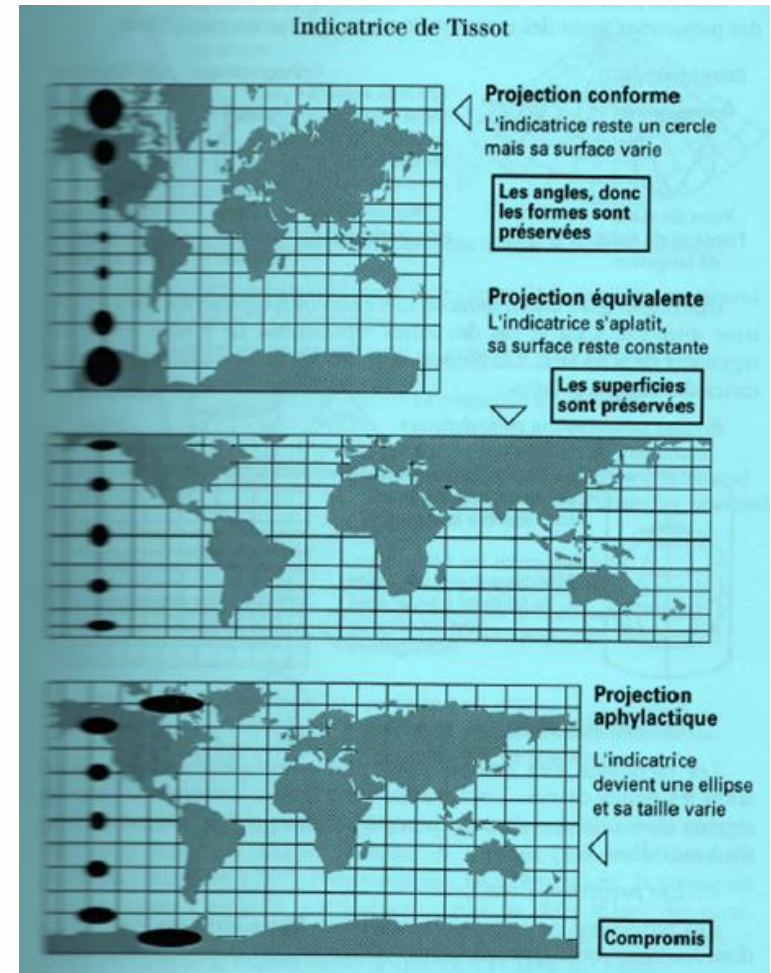 Indicatrice de Tissot
Projection conforme
L'indicatrice reste un cercle
mais sa surface varie
Les angles, donc
les formes sont
préservées
Projection équivalente
L'indicatrice s'aplatit,
sa surface reste constante
Les superficies
sont préservées
Projection
aphylactique
L'indicatrice
devient une ellipse
et sa taille varie
Compromis